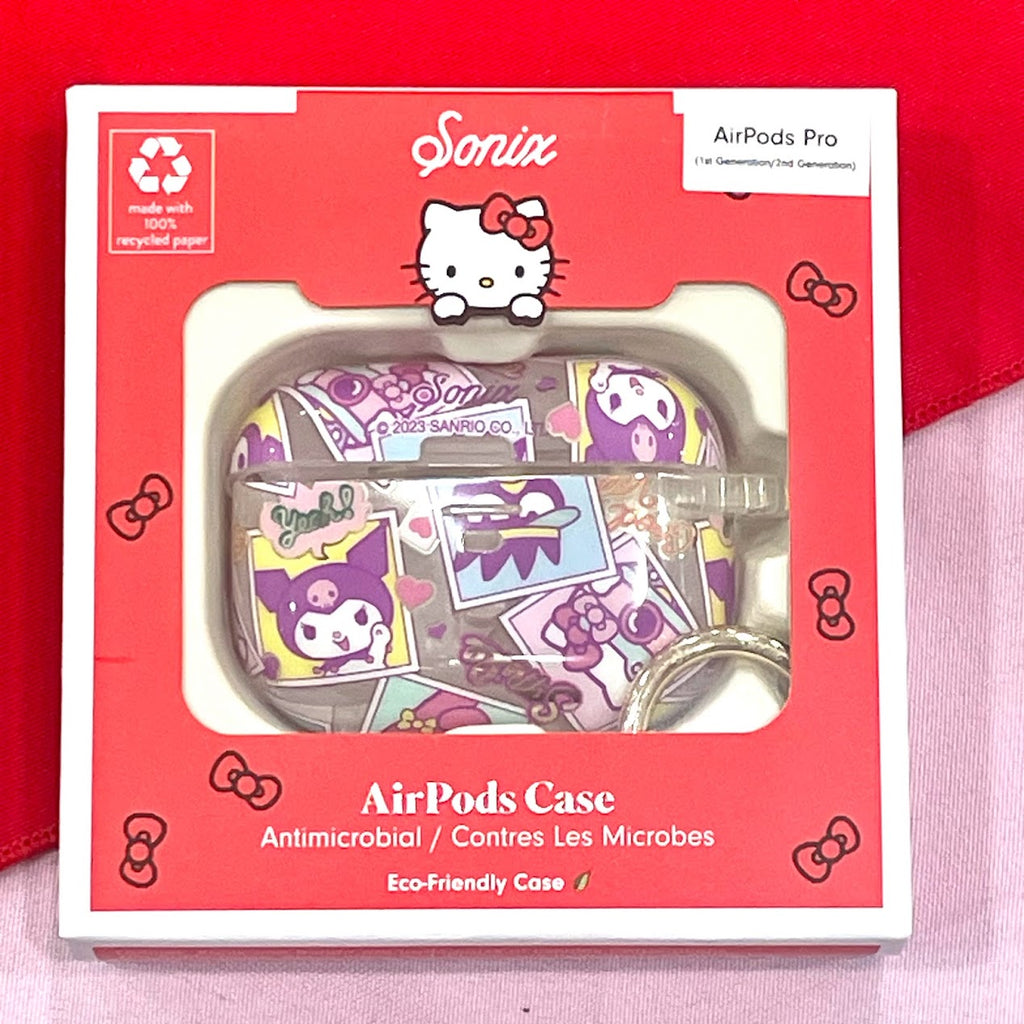 Sonix
AirPods Pro
(1st Generation/2nd Generation)
made with
100%
recycled paper
Sonix
© 2023 SANRIO CO., LT
Yeah!
Sonix
AirPods Case
Antimicrobial / Contres Les Microbes
Eco-Friendly Case